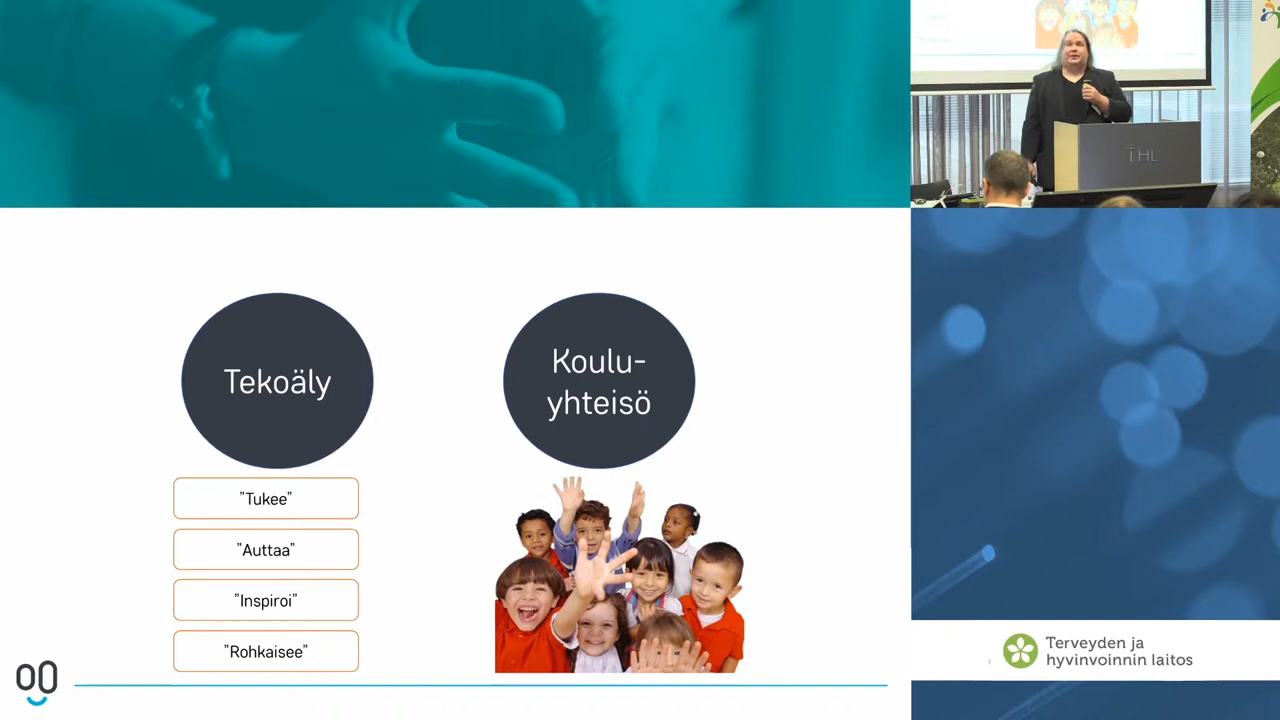 THL
Tekoäly
Koulu-
yhteisö
"Tukee"
"Auttaa"
"Inspiroi"
"Rohkaisee"
Terveyden ja
hyvinvoinnin laitos